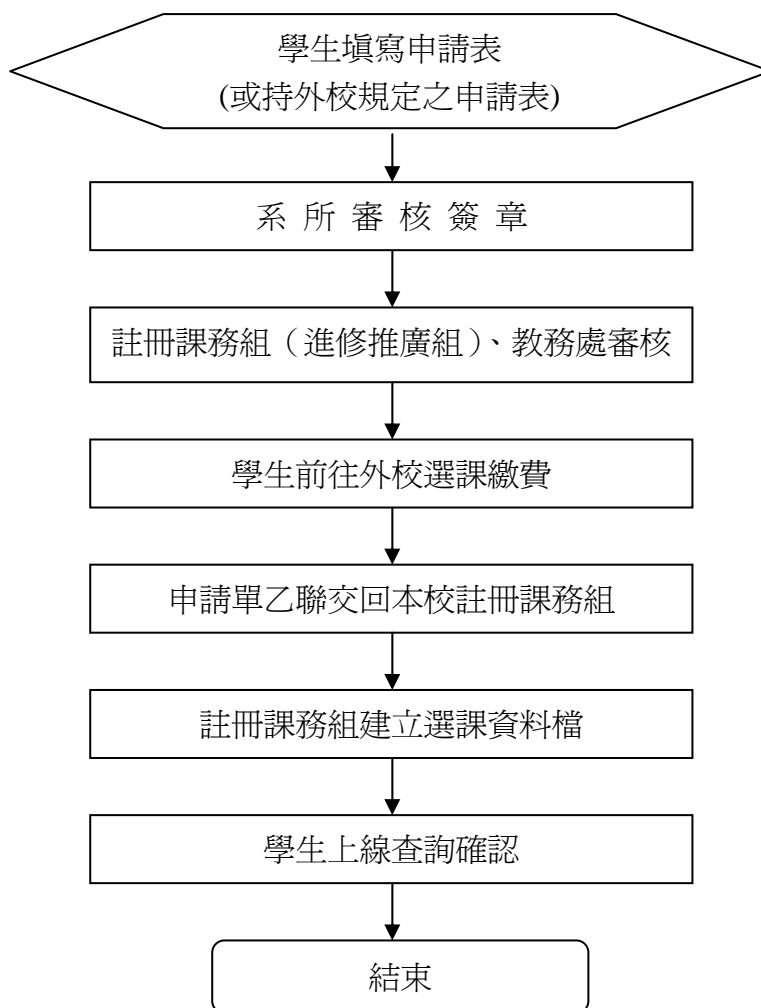 學生填寫申請表
(或持外校規定之申請表)
系所審核簽章
註冊課務組（進修推廣組）、教務處審核
學生前往外校選課繳費
申請單乙聯交回本校註冊課務組
註冊課務組建立選課資料檔
學生上線查詢確認
結束